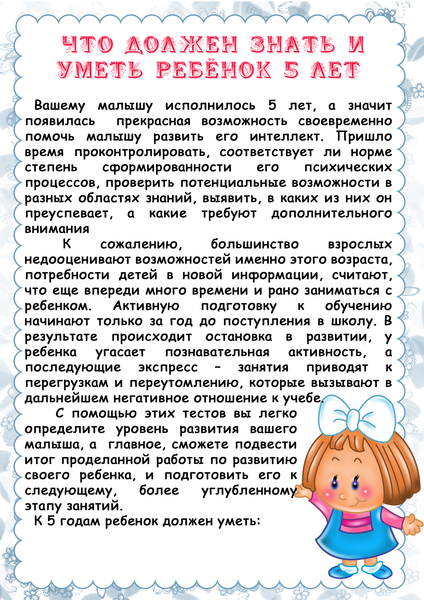 ЧТО ДОЛЖЕН ЗНАТЬ И
УМЕТЬ РЕБЁНОК 5 ЛЕТ
Вашему малышу исполнилось 5 лет, а значит
появилась прекрасная возможность своевременно
помочь малышу развить его интеллект. Пришло
время проконтролировать, соответствует ли норме
степень сформированности его психических
процессов, проверить потенциальные возможности в
разных областях знаний, выявить, в каких из них он
преуспевает, а какие требуют дополнительного
внимания
К сожалению, большинство взрослых
недооценивают возможностей именно этого возраста,
потребности детей в новой информации, считают,
что еще впереди много времени и рано заниматься с
ребенком. Активную подготовку к обучению
начинают только за год до поступления в школу. В
результате происходит остановка в развитии, у
ребенка угасает познавательная активность, а
последующие экспресс – занятия приводят к
перегрузкам и переутомлению, которые вызывают в
дальнейшем негативное отношение к учебе.
С помощью этих тестов вы легко
определите уровень развития вашего
малыша, а главное, сможете подвести
итог проделанной работы по развитию
своего ребенка, и подготовить его к
следующему, более углубленному
этапу занятий.
К 5 годам ребенок должен уметь: